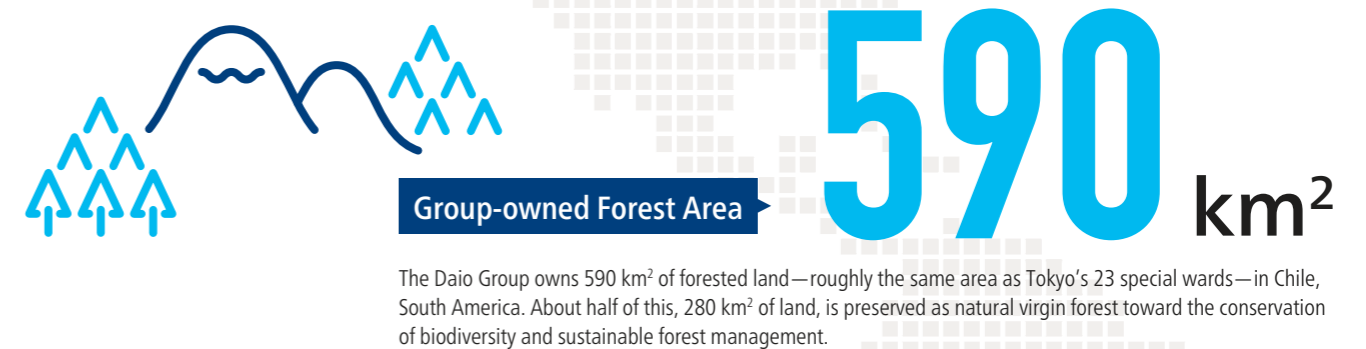 590 km²
Group-owned Forest Area
The Daio Group owns 590 km² of forested land—roughly the same area as Tokyo's 23 special wards—in Chile,
South America. About half of this, 280 km² of land, is preserved as natural virgin forest toward the conservation
of biodiversity and sustainable forest management.